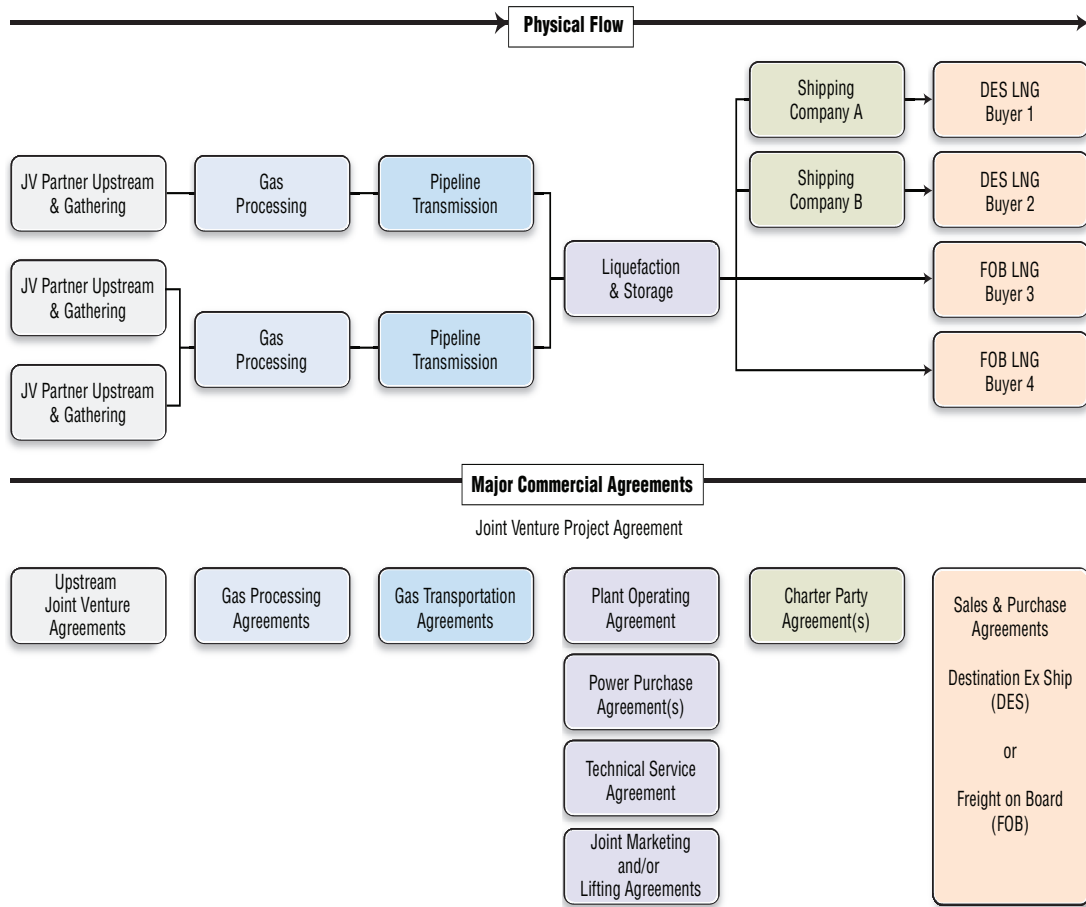 Physical Flow
Shipping
Company A
DES LNG
Buyer 1
JV Partner Upstream
& Gathering
Gas
Processing
Pipeline
Transmission
Shipping
Company B
DES LNG
Buyer 2
JV Partner Upstream
& Gathering
Liquefaction
& Storage
FOB LNG
Buyer 3
Gas
Processing
Pipeline
Transmission
JV Partner Upstream
& Gathering
FOB LNG
Buyer 4
Major Commercial Agreements
Joint Venture Project Agreement
Upstream
Joint Venture
Agreements
Gas Processing
Agreements
Gas Transportation
Agreements
Plant Operating
Agreement
Power Purchase
Agreement(s)
Technical Service
Agreement
Joint Marketing
and/or
Lifting Agreements
Charter Party
Agreement(s)
Sales & Purchase
Agreements
Destination Ex Ship
(DES)
or
Freight on Board
(FOB)